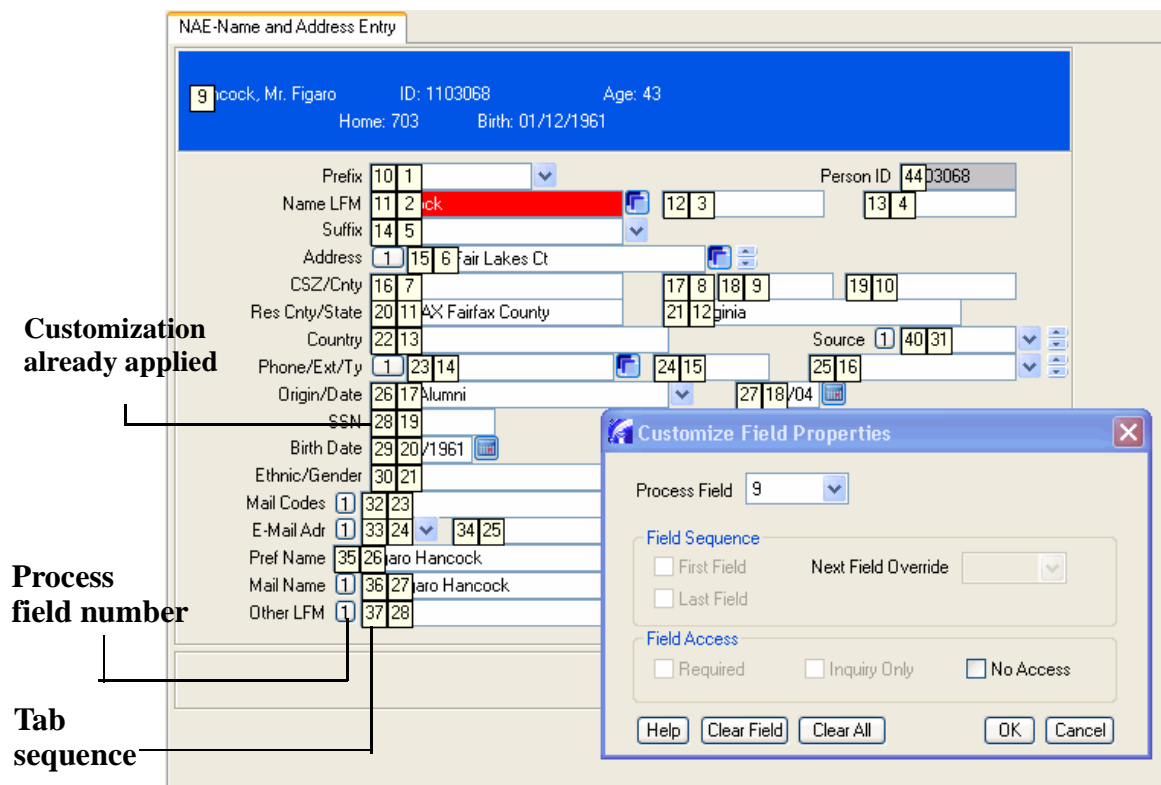 NAE-Name and Address Entry
9 ncock, Mr. Figaro ID: 1103068 Age: 43
Home: 703 Birth: 01/12/1961
Prefix 10 1 Person ID 44 03068
Name LFM 11 2 ck 12 3 13 4
Suffix 14 5
Address 1 15 6 Fair Lakes Ct
CSZ/Cnty 16 7 17 8 18 9 19 10
Res Cnty/State 20 11 AX Fairfax County 21 12 ginia
Country 22 13 Source 1 40 31
Phone/Ext/Ty 1 23 14 24 15 25 16
Origin/Date 26 17 Alumni 27 18 /04
SSN 28 19
Birth Date 29 20 /1961
Ethnic/Gender 30 21
Mail Codes 1 32 23
E-Mail Adr 1 33 24 34 25
Pref Name 35 26 aro Hancock
Mail Name 1 36 27 aro Hancock
Other LFM 1 37 28
Customization
already applied
Process
field number
Tab
sequence
Customize Field Properties
Process Field 9
Field Sequence
First Field Next Field Override
Last Field
Field Access
Required Inquiry Only No Access
Help Clear Field Clear All OK Cancel